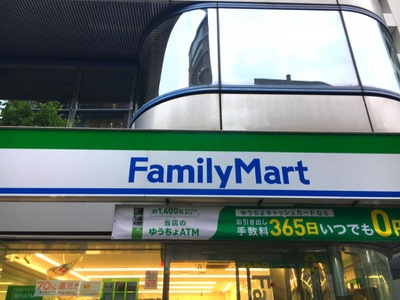 FamilyMart
約1,400台
当店の
ゆうちょATM
ゆうちょキャッシュカードなら
お引き出し
手数料365日いつでも0円
70%